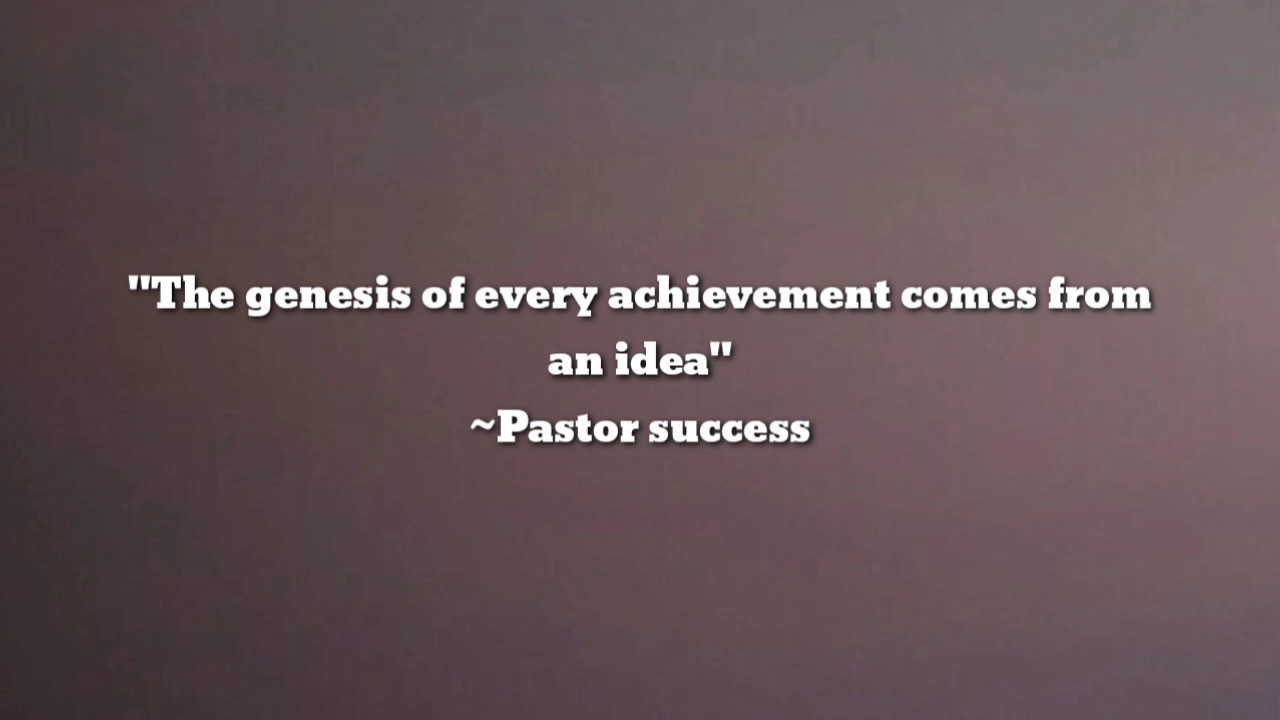 "The genesis of every achievement comes from
an idea"
~Pastor success